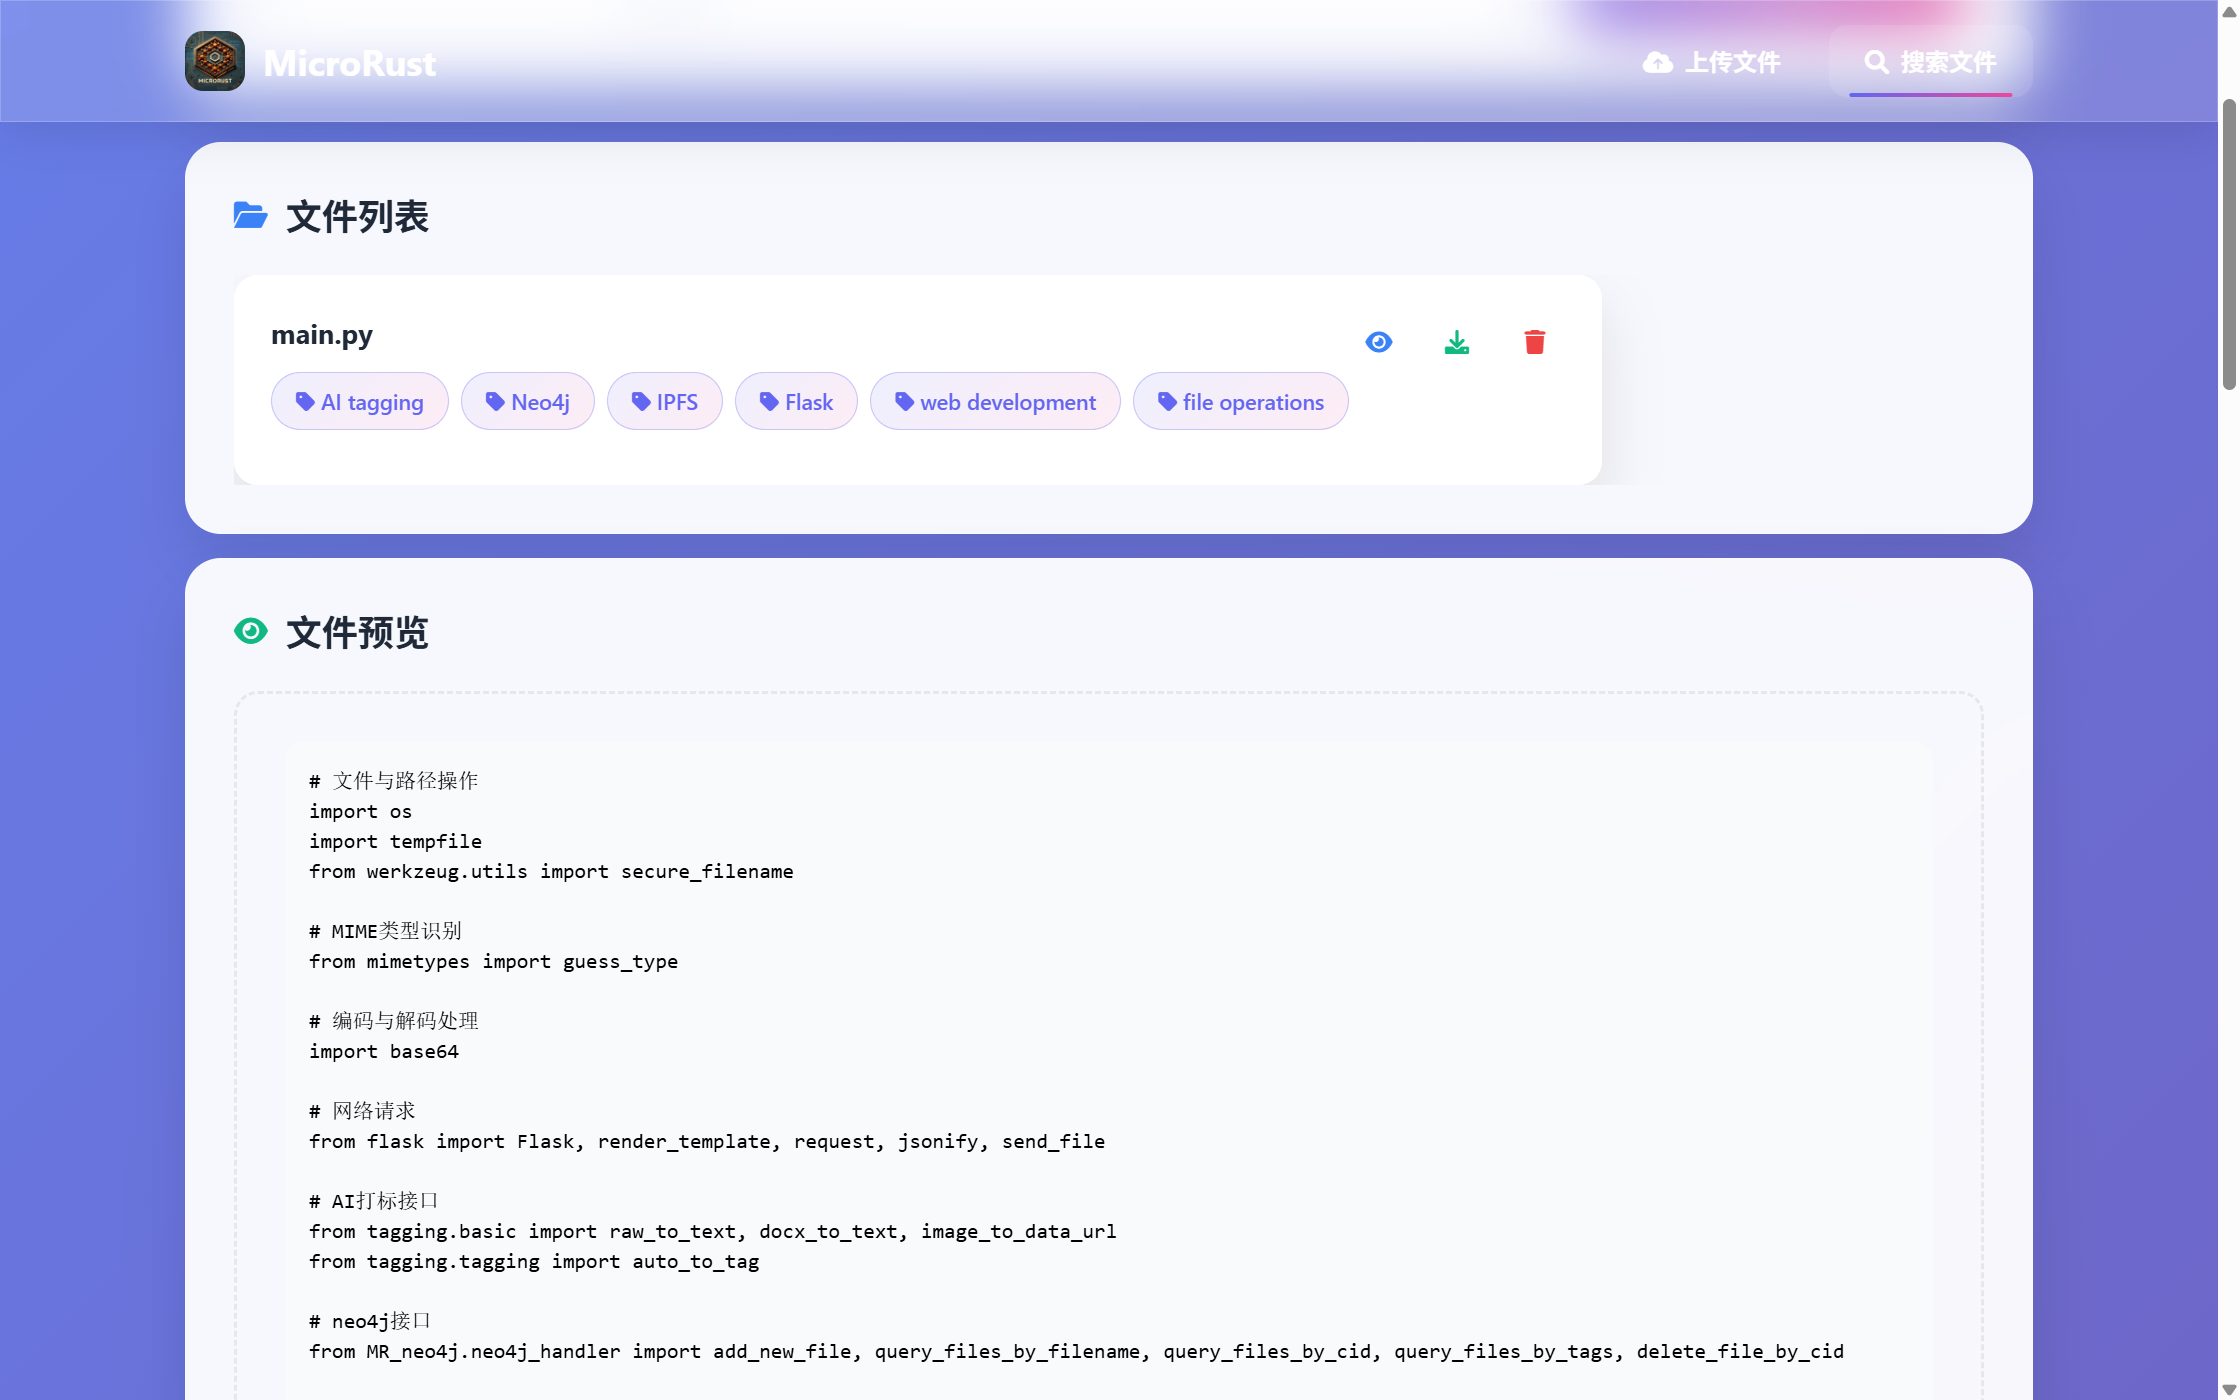 MICRORUST
MicroRust
上传文件
搜索文件
文件列表
main.py
AI tagging
Neo4j
IPFS
Flask
web development
file operations
文件预览
# 文件与路径操作
import os
import tempfile
from werkzeug.utils import secure_filename
# MIME类型识别
from mimetypes import guess_type
# 编码与解码处理
import base64
# 网络请求
from flask import Flask, render_template, request, jsonify, send_file
# AI打标接口
from tagging.basic import raw_to_text, docx_to_text, image_to_data_url
from tagging.tagging import auto_to_tag
# neo4j接口
from MR_neo4j.neo4j_handler import add_new_file, query_files_by_filename, query_files_by_cid, query_files_by_tags, delete_file_by_cid